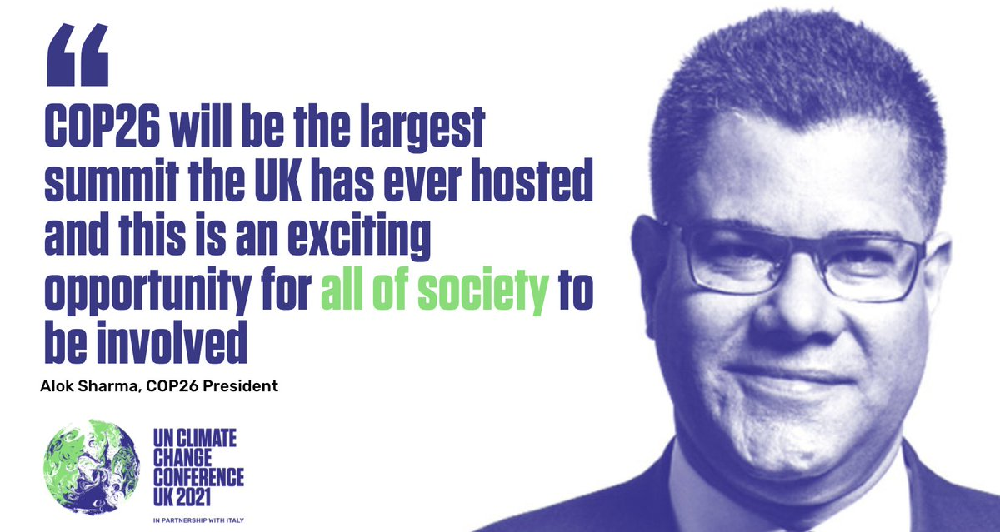 “
COP26 will be the largest
summit the UK has ever hosted
and this is an exciting
opportunity for all of society to
be involved
Alok Sharma, COP26 President
UN CLIMATE
CHANGE
CONFERENCE
UK 2021
IN PARTNERSHIP WITH ITALY